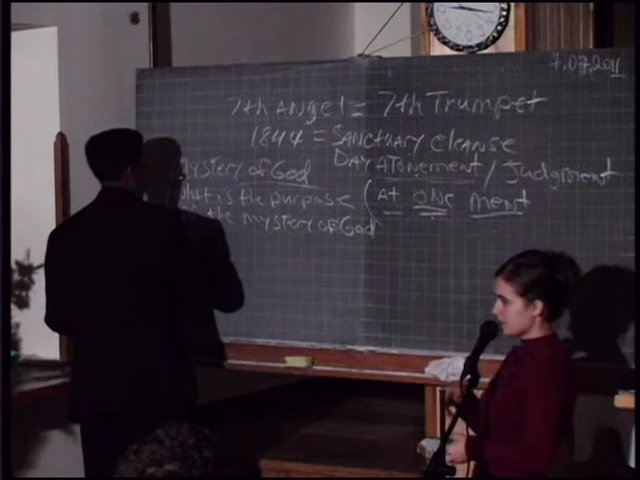 7.07.2011
7th Angel = 7th Trumpet
1844 = Sanctuary Cleanse
Day Atonement / Judgment
Mystery of God
What is the purpose (At one ment
the mystery of God